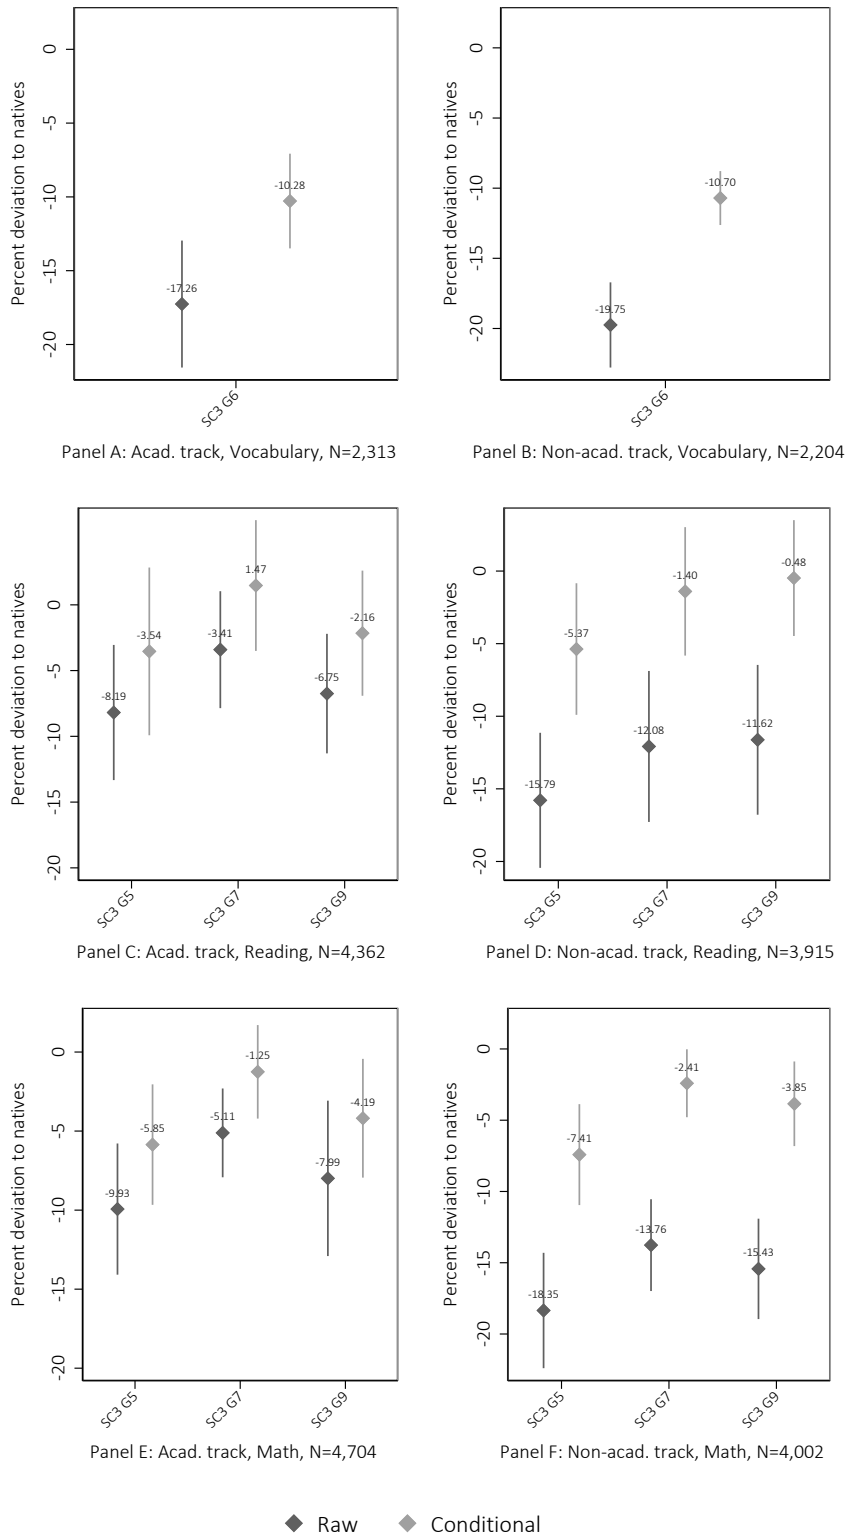 Percent deviation to natives
0
-5
-10
-15
-20
-17.26
-10.28
SC3 G6
Panel A: Acad. track, Vocabulary, N=2,313
Percent deviation to natives
0
-5
-10
-15
-20
-19.75
-10.70
SC3 G6
Panel B: Non-acad. track, Vocabulary, N=2,204
Percent deviation to natives
0
-5
-10
-15
-20
-8.19
-3.54
-3.41
1.47
-6.75
-2.16
SC3 G5
SC3 G7
SC3 G9
Panel C: Acad. track, Reading, N=4,362
Percent deviation to natives
0
-5
-10
-15
-20
-15.79
-5.37
-12.08
-1.40
-11.62
-0.48
SC3 G5
SC3 G7
SC3 G9
Panel D: Non-acad. track, Reading, N=3,915
Percent deviation to natives
0
-5
-10
-15
-20
-9.93
-5.85
-5.11
-1.25
-7.99
-4.19
SC3 G5
SC3 G7
SC3 G9
Panel E: Acad. track, Math, N=4,704
Percent deviation to natives
0
-5
-10
-15
-20
-18.35
-7.41
-13.76
-2.41
-15.43
-3.85
SC3 G5
SC3 G7
SC3 G9
Panel F: Non-acad. track, Math, N=4,002
Raw
Conditional